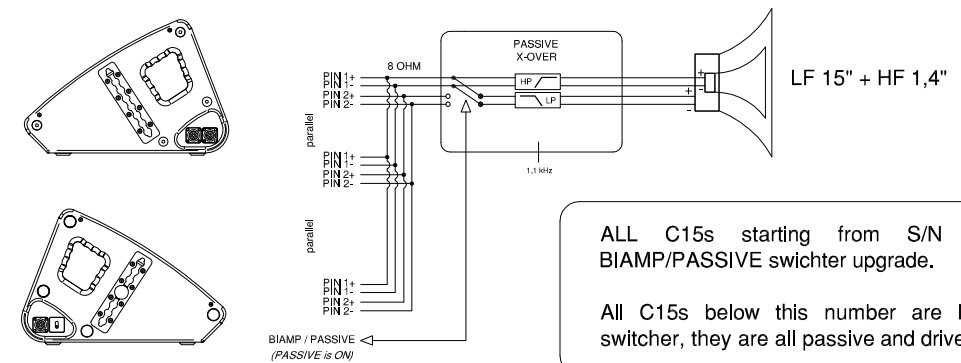 PASSIVE
X-OVER
8 OHM
PIN 1+
PIN 1-
PIN 2+
PIN 2-
HP
LP
LF 15" + HF 1,4"
+
-
+
-
parallel
1,1 kHz
PIN 1+
PIN 1-
PIN 2+
PIN 2-
parallel
PIN 1+
PIN 1-
PIN 2+
PIN 2-
BIAMP / PASSIVE
(PASSIVE is ON)
ALL C15s starting from S/N
BIAMP/PASSIVE swichter upgrade.
All C15s below this number are
switcher, they are all passive and drive